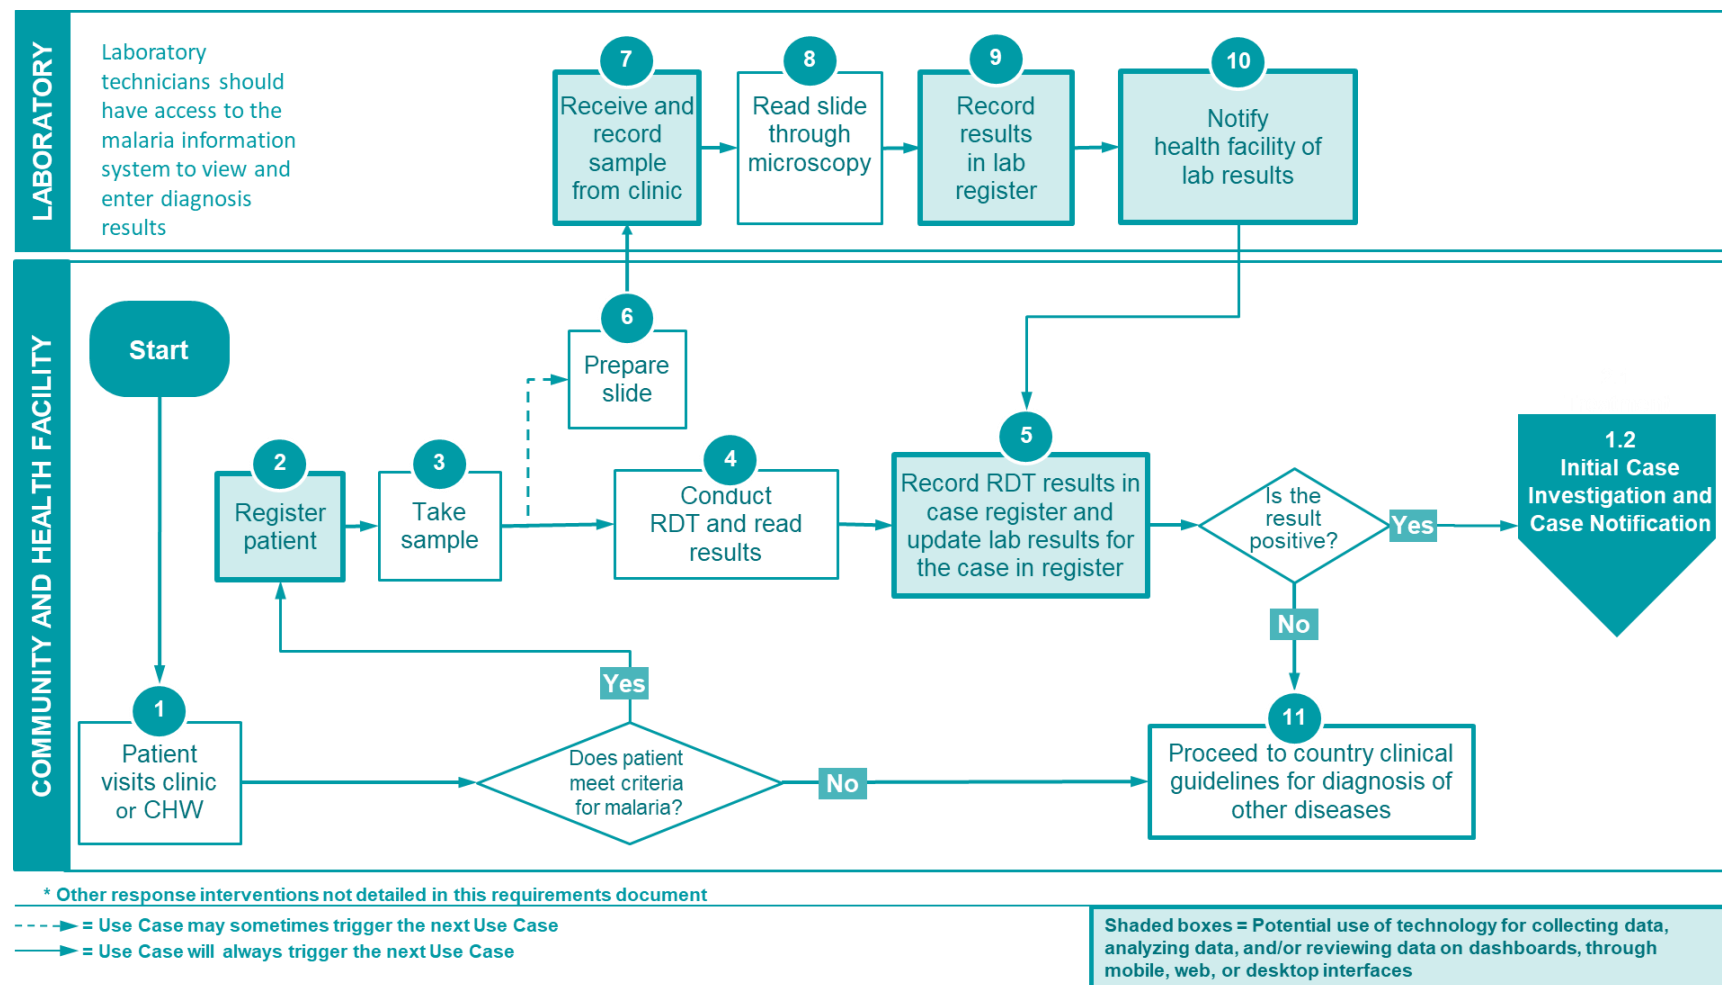 LABORATORY
Laboratory
technicians should
have access to the
malaria information
system to view and
enter diagnosis
results
7
Receive and
record
sample
from clinic
8
Read slide
through
microscopy
9
Record
results
in lab
register
10
Notify
health facility of
lab results
COMMUNITY AND HEALTH FACILITY
Start
6
Prepare
slide
2
Register
patient
3
Take
sample
4
Conduct
RDT and read
results
5
Record RDT results in
case register and
update lab results for
the case in register
Is the
result
positive?
Yes
1.2
Initial Case
Investigation and
Case Notification
No
1
Patient
visits clinic
or CHW
Does patient
meet criteria
for malaria?
Yes
No
11
Proceed to country clinical
guidelines for diagnosis of
other diseases
* Other response interventions not detailed in this requirements document
= Use Case may sometimes trigger the next Use Case
= Use Case will always trigger the next Use Case
Shaded boxes = Potential use of technology for collecting data,
analyzing data, and/or reviewing data on dashboards, through
mobile, web, or desktop interfaces